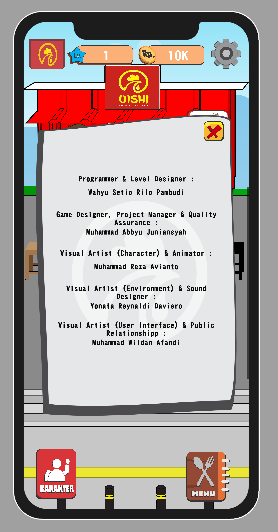 1
10K
OISHI
Programmer & Level Designer :
Wahyu Setio Rilo Pambudi
Game Designer, Project Manager & Quality
Assurance :
Muhammad Abbyu Juniansyah
Visual Artist (Character) & Animator :
Muhammad Reza Avianto
Visual Artist (Environment) & Sound
Designer :
Yonata Reynaldi Daviero
Visual Artist (User Interface) & Public
Relationshipp :
Muhammad Wildan Afandi
KARAKTER
MENU